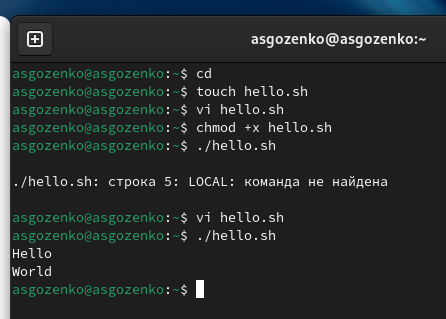 asgozenko@asgozenko:~
asgozenko@asgozenko:~$ cd
asgozenko@asgozenko:~$ touch hello.sh
asgozenko@asgozenko:~$ vi hello.sh
asgozenko@asgozenko:~$ chmod +x hello.sh
asgozenko@asgozenko:~$ ./hello.sh
./hello.sh: строка 5: LOCAL: команда не найдена
asgozenko@asgozenko:~$ vi hello.sh
asgozenko@asgozenko:~$ ./hello.sh
Hello
World
asgozenko@asgozenko:~$